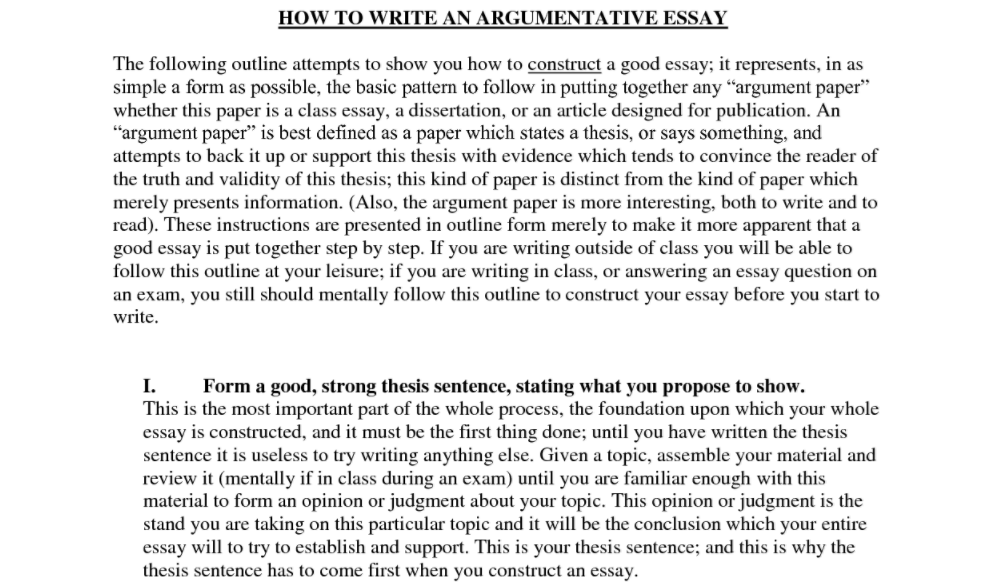 HOW TO WRITE AN ARGUMENTATIVE ESSAY
The following outline attempts to show you how to construct a good essay; it represents, in as
simple a form as possible, the basic pattern to follow in putting together any “argument paper”
whether this paper is a class essay, a dissertation, or an article designed for publication. An
“argument paper” is best defined as a paper which states a thesis, or says something, and
attempts to back it up or support this thesis with evidence which tends to convince the reader of
the truth and validity of this thesis; this kind of paper is distinct from the kind of paper which
merely presents information. (Also, the argument paper is more interesting, both to write and to
read). These instructions are presented in outline form merely to make it more apparent that a
good essay is put together step by step. If you are writing outside of class you will be able to
follow this outline at your leisure; if you are writing in class, or answering an essay question on
an exam, you still should mentally follow this outline to construct your essay before you start to
write.
I. Form a good, strong thesis sentence, stating what you propose to show.
This is the most important part of the whole process, the foundation upon which your whole
essay is constructed, and it must be the first thing done; until you have written the thesis
sentence it is useless to try writing anything else. Given a topic, assemble your material and
review it (mentally if in class during an exam) until you are familiar enough with this
material to form an opinion or judgment about your topic. This opinion or judgment is the
stand you are taking on this particular topic and it will be the conclusion which your entire
essay will to try to establish and support. This is your thesis sentence; and this is why the
thesis sentence has to come first when you construct an essay.